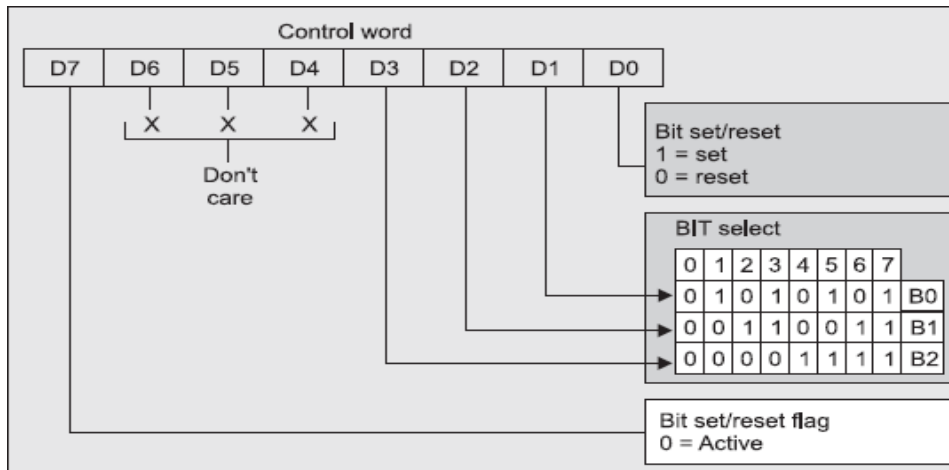 Control word
D7 D6 D5 D4 D3 D2 D1 D0
X X X
Don't
care
Bit set/reset
1 = set
0 = reset
BIT select
0 1 2 3 4 5 6 7
0 1 0 1 0 1 0 1 B0
0 0 1 1 0 0 1 1 B1
0 0 0 0 1 1 1 1 B2
Bit set/reset flag
0 = Active